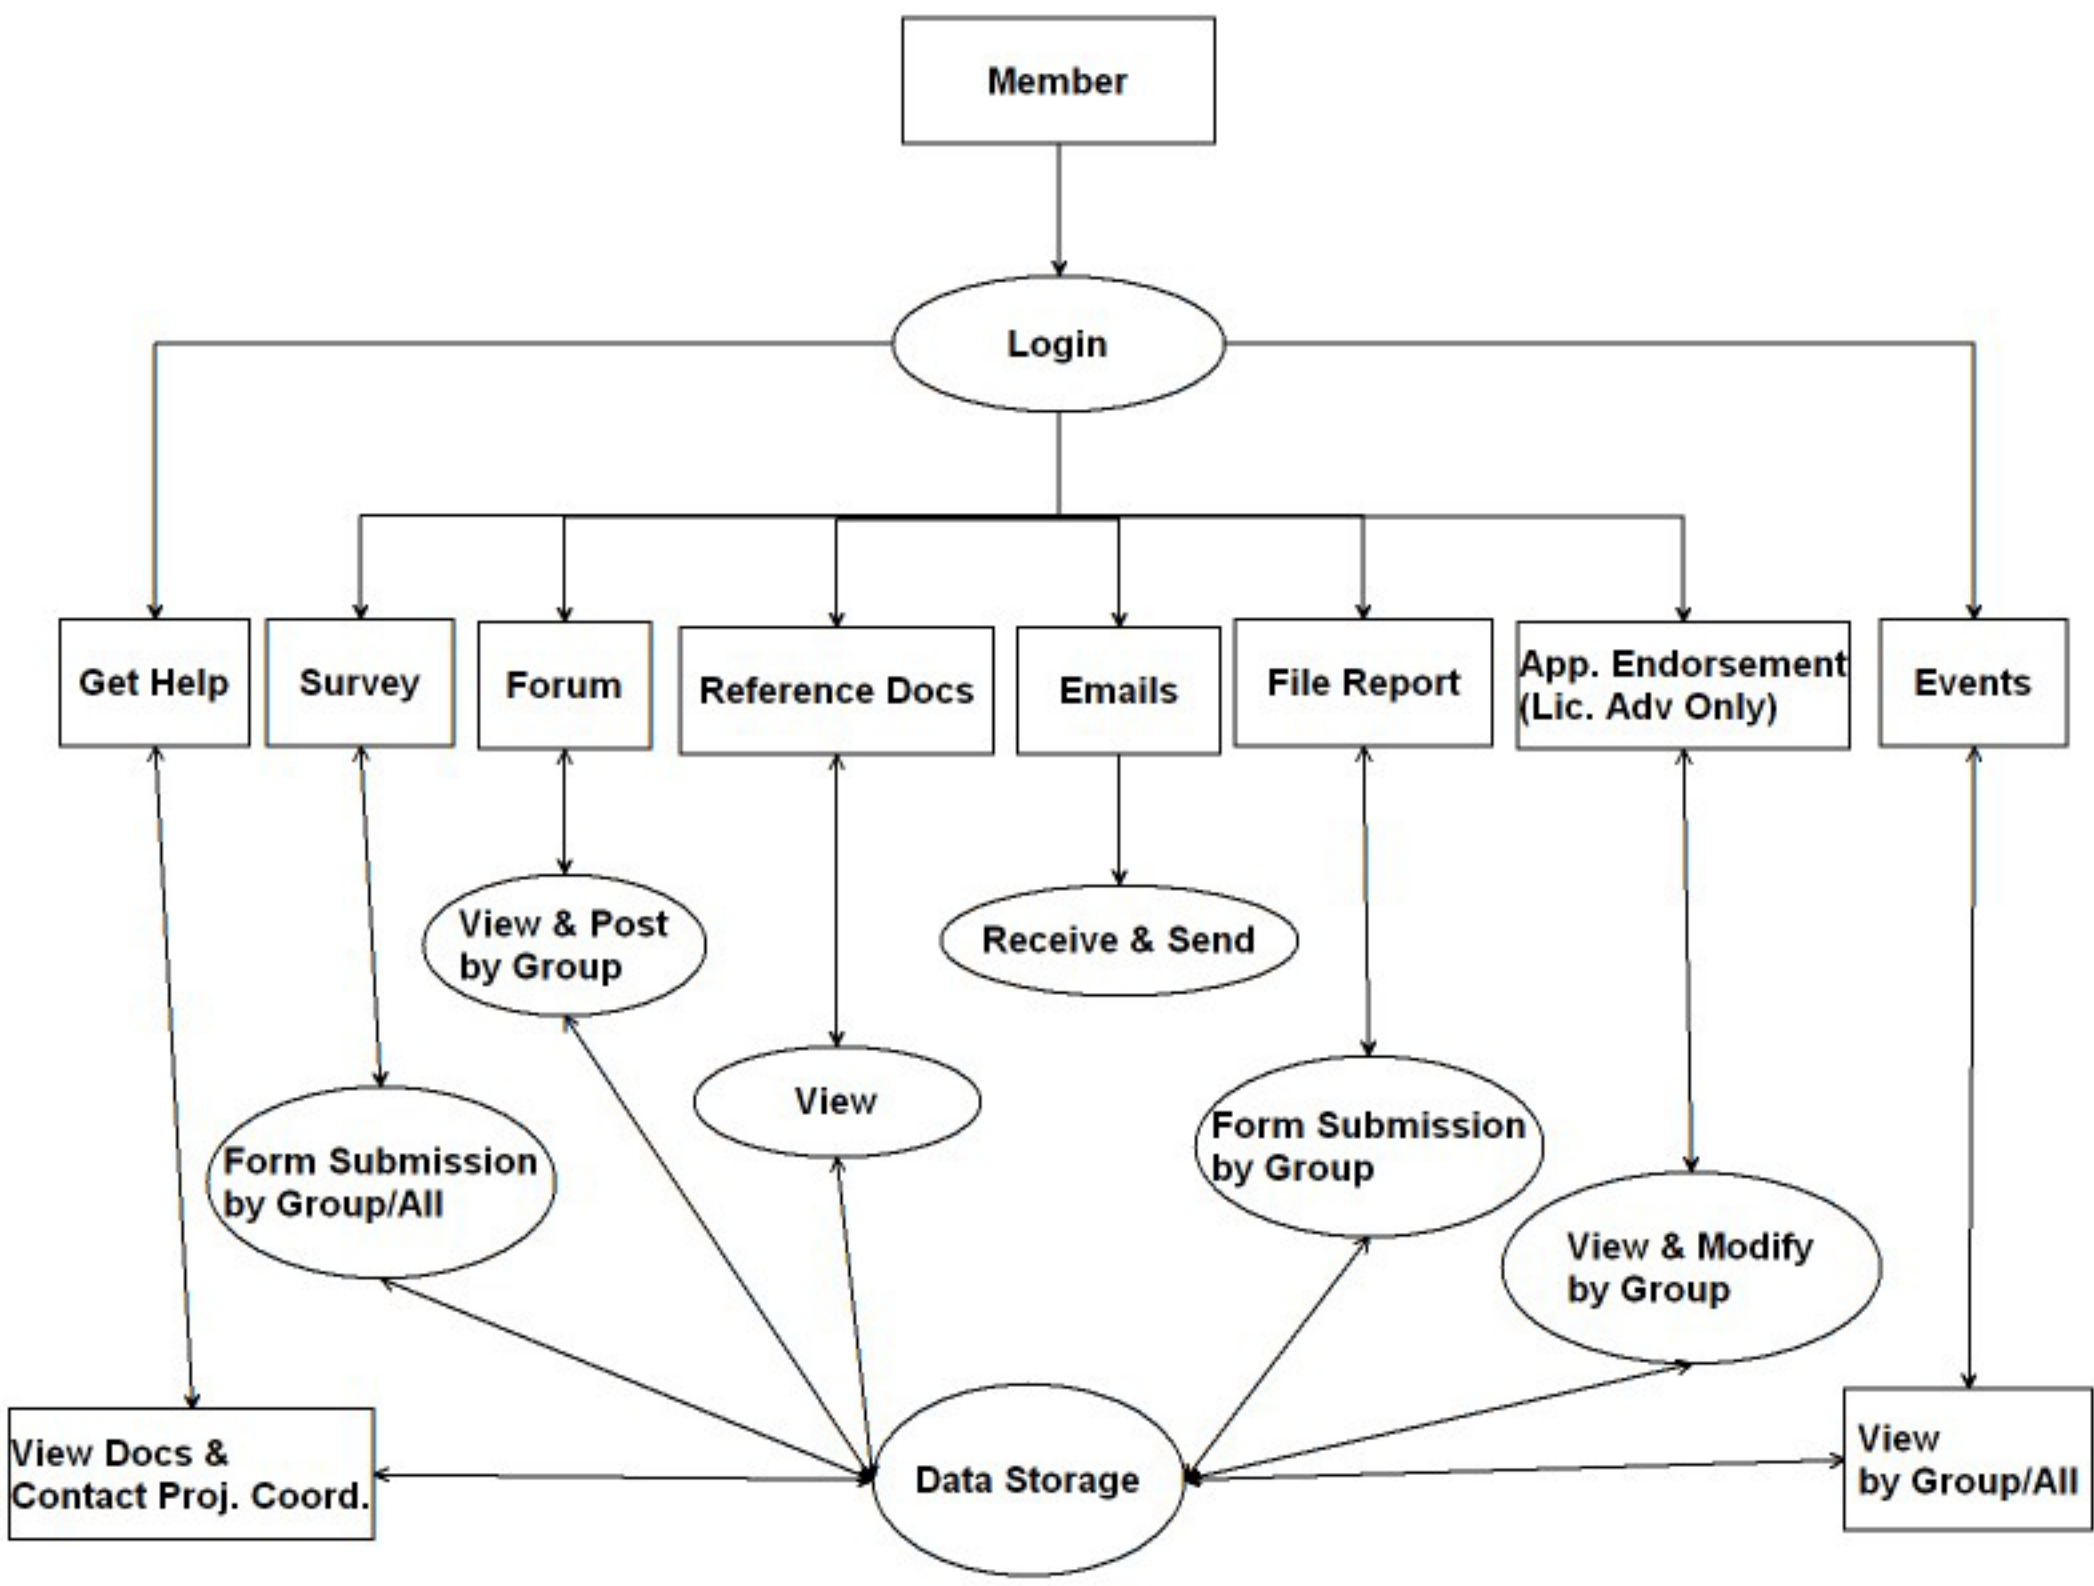 Member
Login
Get Help
Survey
Forum
Reference Docs
Emails
File Report
App. Endorsement
(Lic. Adv Only)
Events
View & Post
by Group
Receive & Send
View
Form Submission
by Group/All
Form Submission
by Group
View & Modify
by Group
View Docs &
Contact Proj. Coord.
Data Storage
View
by Group/All